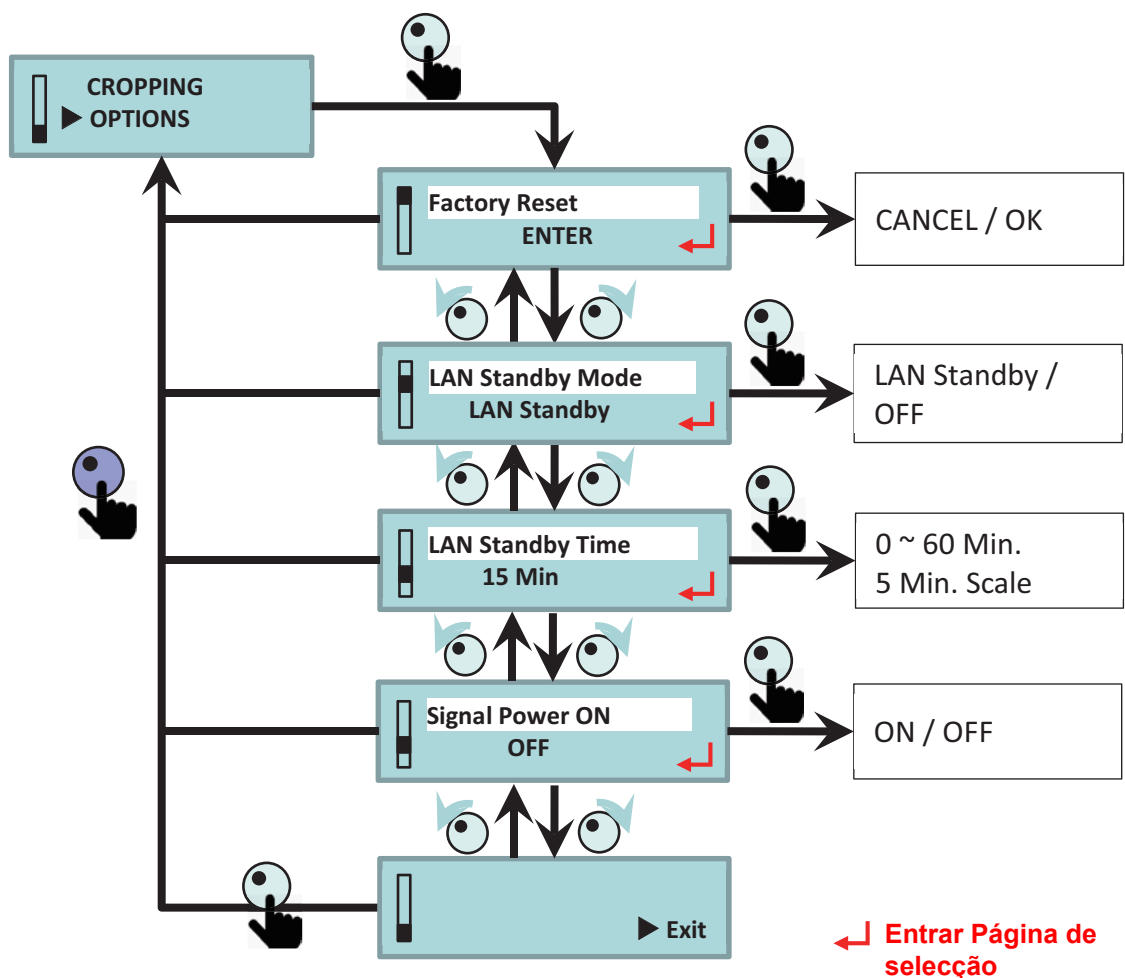 CROPPING
▶ OPTIONS
Factory Reset
ENTER
CANCEL / OK
LAN Standby Mode
LAN Standby
LAN Standby /
OFF
LAN Standby Time
15 Min
0 ~ 60 Min.
5 Min. Scale
Signal Power ON
OFF
ON / OFF
▶ Exit
Entrar Página de
selecção